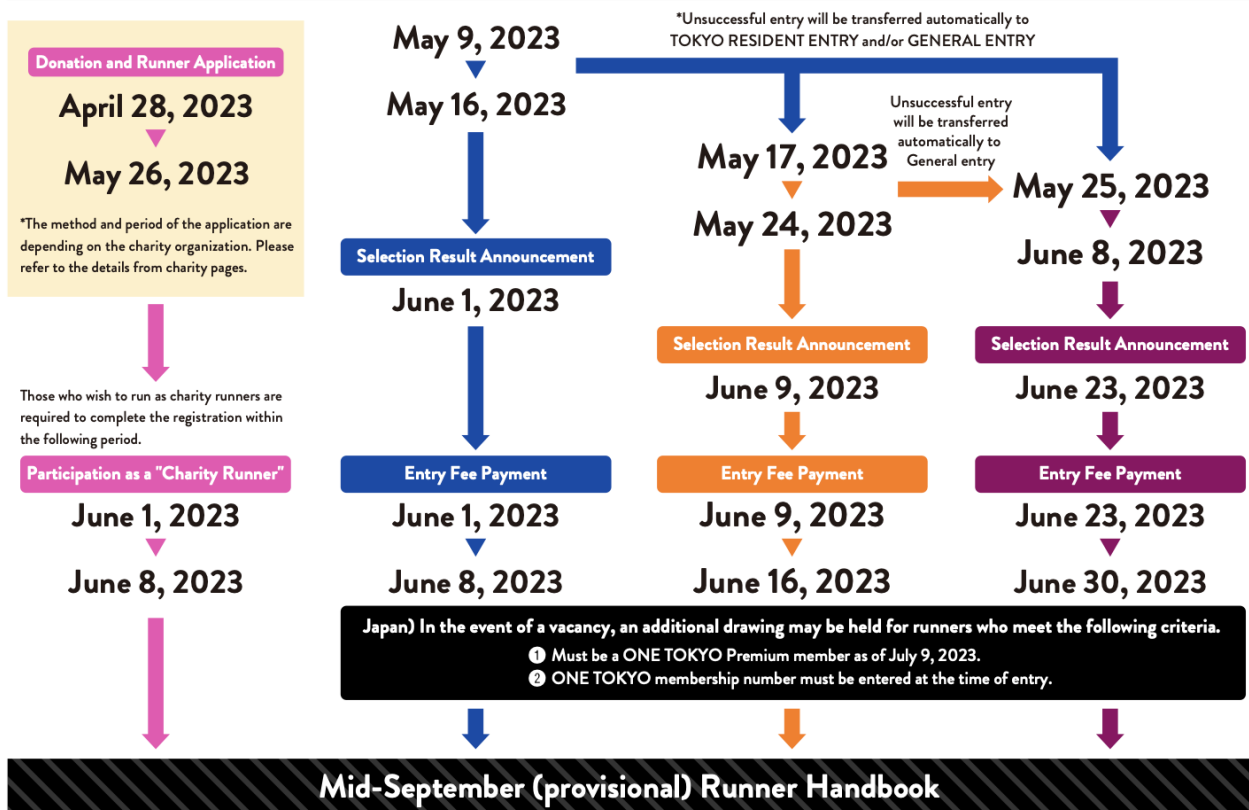 Donation and Runner Application
April 28, 2023
May 26, 2023
*The method and period of the application are
depending on the charity organization. Please
refer to the details from charity pages.
Those who wish to run as charity runners are
required to complete the registration within
the following period.
Participation as a "Charity Runner"
June 1, 2023
June 8, 2023
May 9, 2023
May 16, 2023
Selection Result Announcement
June 1, 2023
Entry Fee Payment
June 1, 2023
June 8, 2023
*Unsuccessful entry will be transferred automatically to
TOKYO RESIDENT ENTRY and/or GENERAL ENTRY
May 17, 2023
May 24, 2023
Selection Result Announcement
June 9, 2023
Entry Fee Payment
June 9, 2023
June 16, 2023
Unsuccessful entry
will be transferred
automatically to
General entry
May 25, 2023
June 8, 2023
Selection Result Announcement
June 23, 2023
Entry Fee Payment
June 23, 2023
June 30, 2023
Japan) In the event of a vacancy, an additional drawing may be held for runners who meet the following criteria.
❶ Must be a ONE TOKYO Premium member as of July 9, 2023.
❷ ONE TOKYO membership number must be entered at the time of entry.
Mid-September (provisional) Runner Handbook